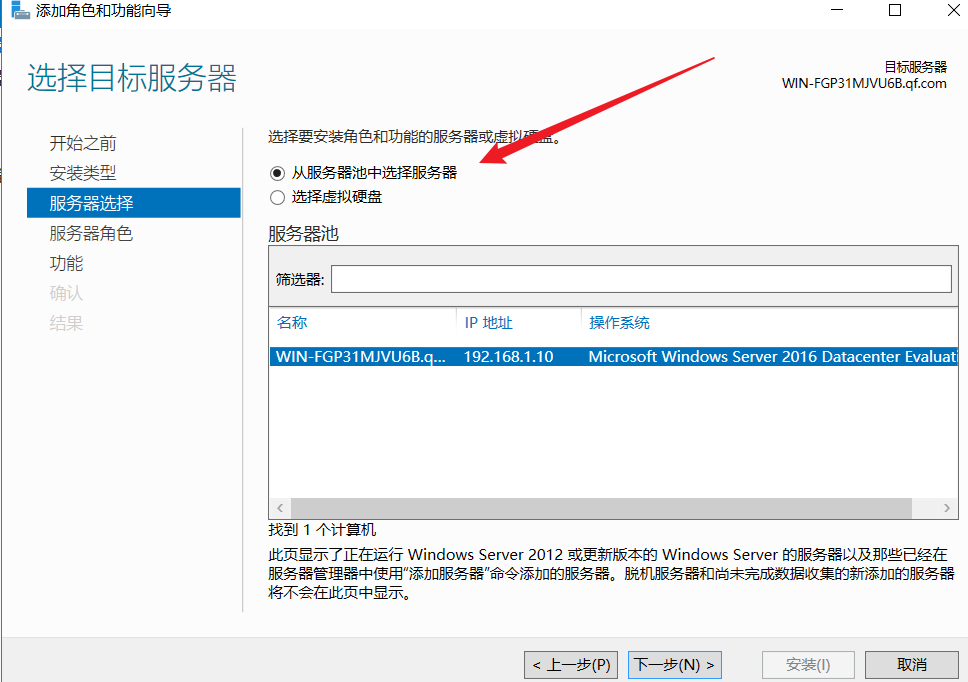 添加角色和功能向导
选择目标服务器
目标服务器
WIN-FGP31MJVU6B.qf.com
开始之前
安装类型
服务器选择
服务器角色
功能
确认
结果
选择要安装角色和功能的服务器或虚拟硬盘。
从服务器池中选择服务器
选择虚拟硬盘
服务器池
筛选器:
名称 IP 地址 操作系统
WIN-FGP31MJVU6B.q... 192.168.1.10 Microsoft Windows Server 2016 Datacenter Evaluati
找到 1 个计算机
此页显示了正在运行 Windows Server 2012 或更新版本的 Windows Server 的服务器以及那些已经在
服务器管理器中使用"添加服务器"命令添加的服务器。脱机服务器和尚未完成数据收集的新添加的服务器
将不会在此页中显示。
< 上一步(P) 下一步(N) > 安装(I) 取消